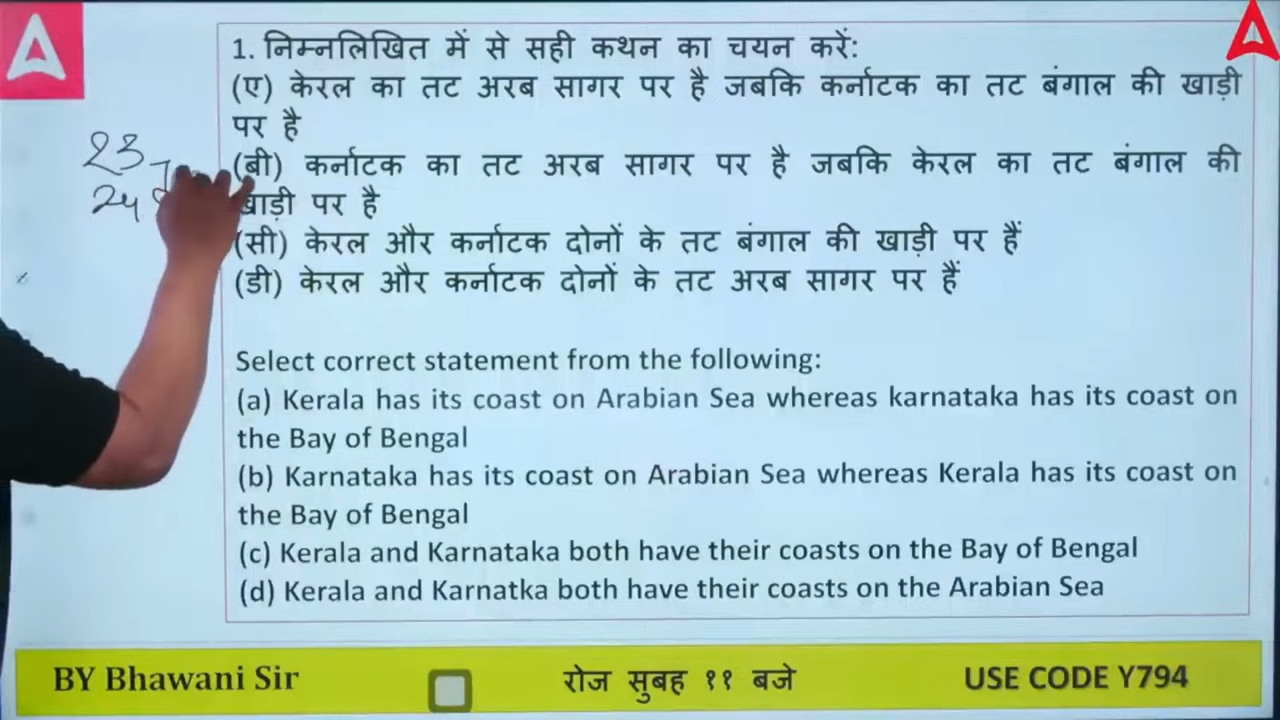 1. निम्नलिखित में से सही कथन का चयन करें:
(ए) केरल का तट अरब सागर पर है जबकि कर्नाटक का तट बंगाल की खाड़ी
पर है
(बी) कर्नाटक का तट अरब सागर पर है जबकि केरल का तट बंगाल की
खाड़ी पर है
(सी) केरल और कर्नाटक दोनों के तट बंगाल की खाड़ी पर हैं
(डी) केरल और कर्नाटक दोनों के तट अरब सागर पर हैं
23
24
Select correct statement from the following:
(a) Kerala has its coast on Arabian Sea whereas karnataka has its coast on
the Bay of Bengal
(b) Karnataka has its coast on Arabian Sea whereas Kerala has its coast on
the Bay of Bengal
(c) Kerala and Karnataka both have their coasts on the Bay of Bengal
(d) Kerala and Karnatka both have their coasts on the Arabian Sea
BY Bhawani Sir
रोज सुबह ११ बजे
USE CODE Y794